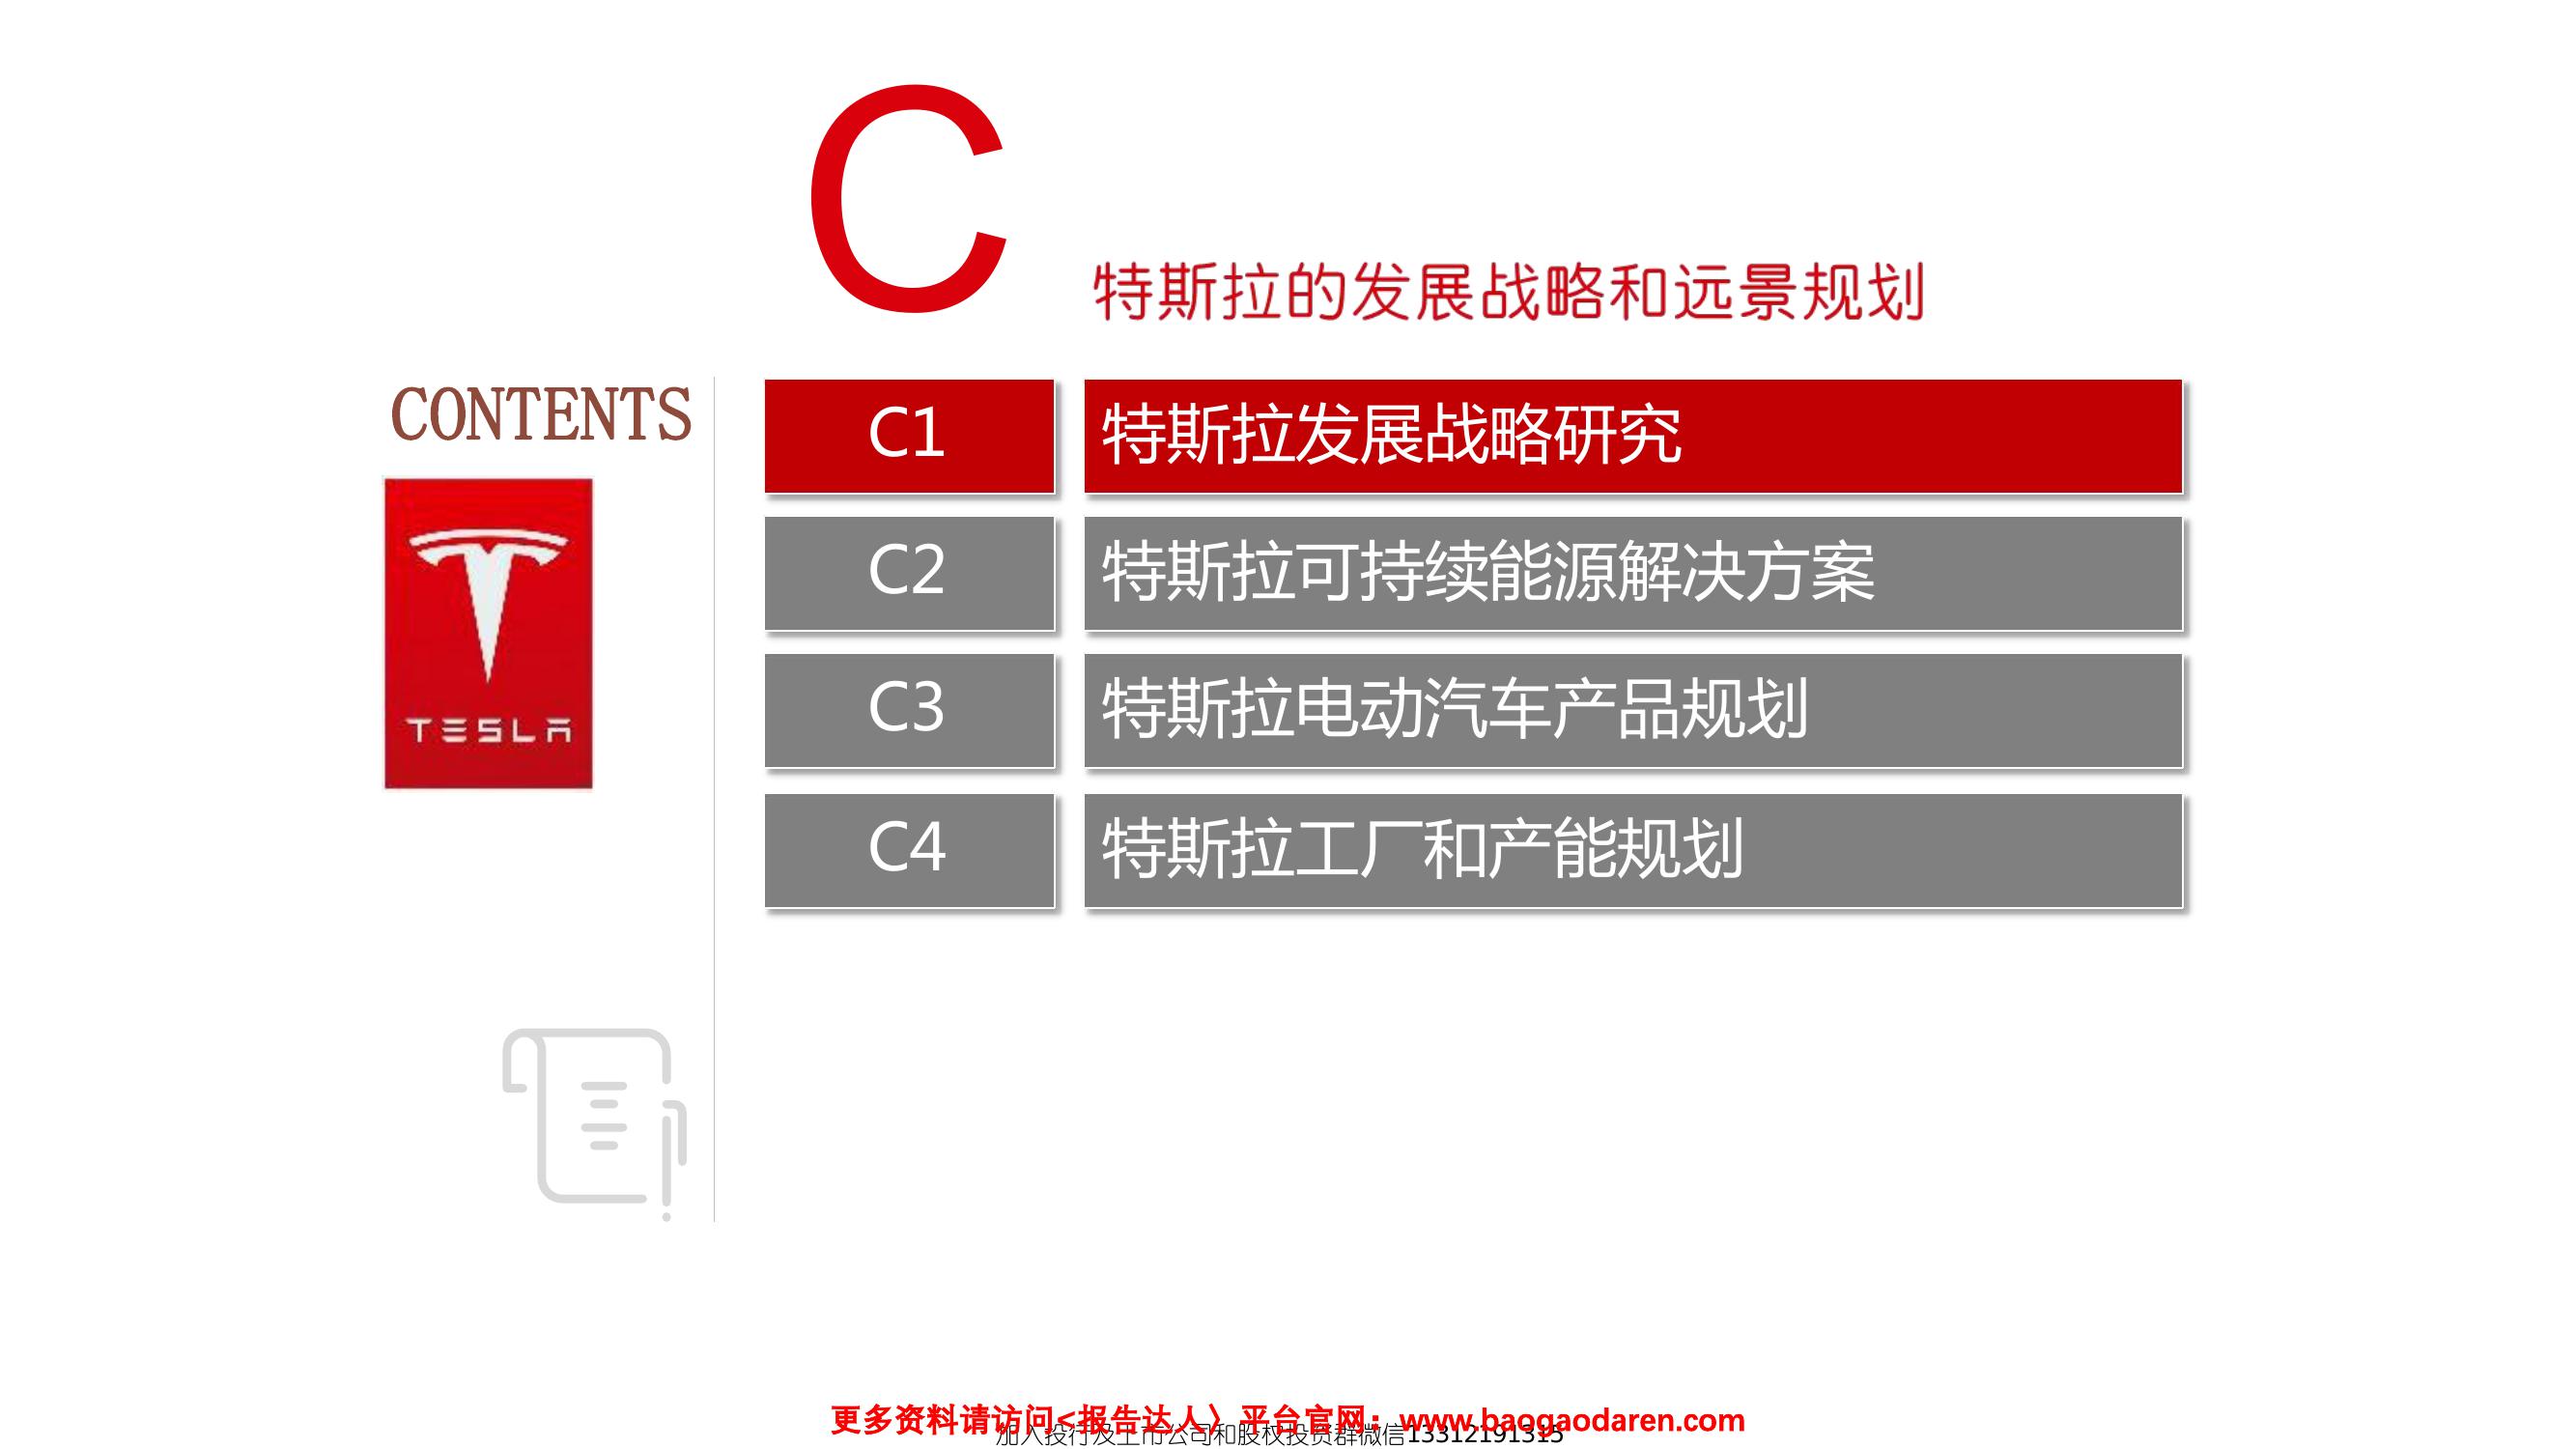 C
特斯拉的发展战略和远景规划
CONTENTS
TESLA
C1 特斯拉发展战略研究
C2 特斯拉可持续能源解决方案
C3 特斯拉电动汽车产品规划
C4 特斯拉工厂和产能规划
更多资料请访问<报告达人〉平台官网：www.baogaodaren.com
加入投行及上市公司和股权投资群微信13312191315